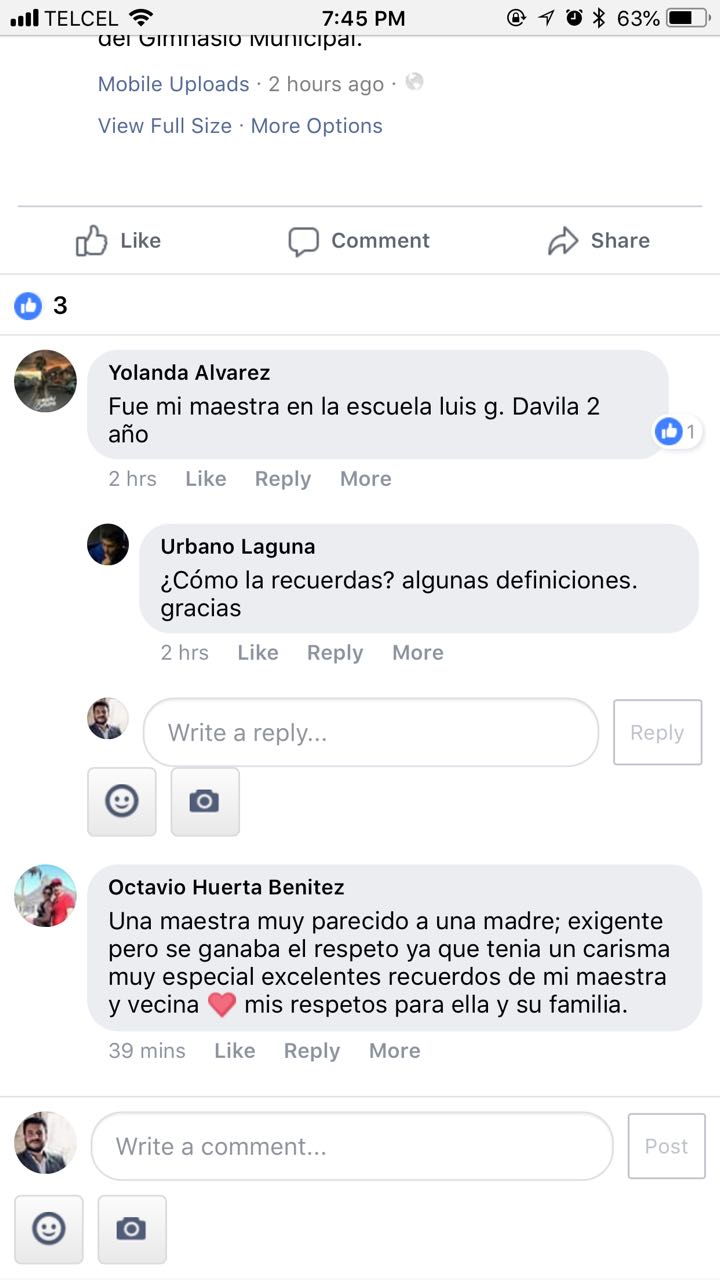 TELCEL 7:45 PM 63%
del Gimnasio Municipal.
Mobile Uploads · 2 hours ago ·
View Full Size · More Options
Like Comment Share
3
Yolanda Alvarez
Fue mi maestra en la escuela luis g. Davila 2
año
1
2 hrs Like Reply More
Urbano Laguna
¿Cómo la recuerdas? algunas definiciones.
gracias
2 hrs Like Reply More
Write a reply... Reply
Octavio Huerta Benitez
Una maestra muy parecido a una madre; exigente
pero se ganaba el respeto ya que tenia un carisma
muy especial excelentes recuerdos de mi maestra
y vecina ❤️ mis respetos para ella y su familia.
39 mins Like Reply More
Write a comment... Post